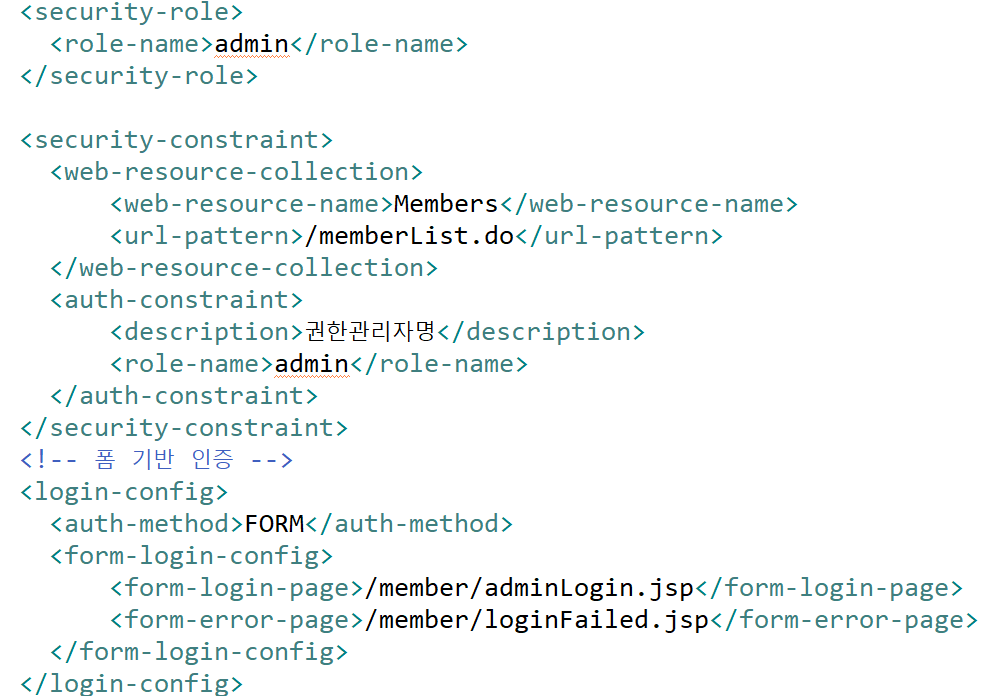 <security-role>
<role-name>admin</role-name>
</security-role>
<security-constraint>
<web-resource-collection>
<web-resource-name>Members</web-resource-name>
<url-pattern>/memberList.do</url-pattern>
</web-resource-collection>
<auth-constraint>
<description>권한관리자명</description>
<role-name>admin</role-name>
</auth-constraint>
</security-constraint>
<!-- 폼 기반 인증 -->
<login-config>
<auth-method>FORM</auth-method>
<form-login-config>
<form-login-page>/member/adminLogin.jsp</form-login-page>
<form-error-page>/member/loginFailed.jsp</form-error-page>
</form-login-config>
</login-config>